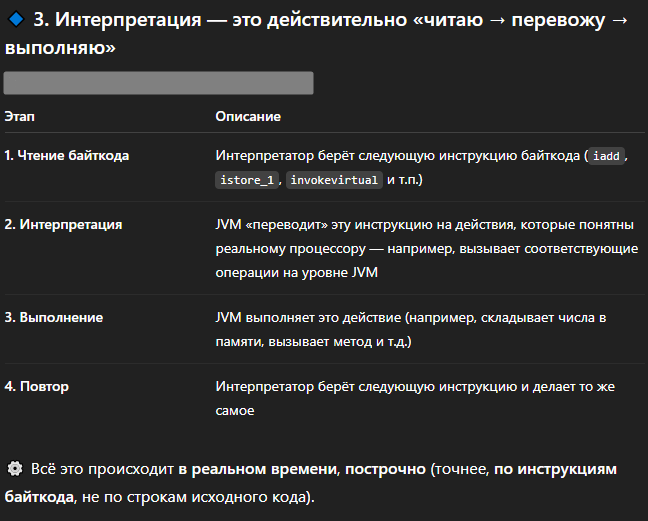 🔹 3. Интерпретация — это действительно «читаю → перевожу →
выполняю»
Этап Описание
1. Чтение байткода Интерпретатор берёт следующую инструкцию байткода (iadd,
istore_1, invokevirtual и т.п.)
2. Интерпретация JVM «переводит» эту инструкцию на действия, которые понятны
реальному процессору — например, вызывает соответствующие
операции на уровне JVM
3. Выполнение JVM выполняет это действие (например, складывает числа в
памяти, вызывает метод и т.д.)
4. Повтор Интерпретатор берёт следующую инструкцию и делает то же
самое
⚙️ Всё это происходит в реальном времени, построчно (точнее, по инструкциям
байткода, не по строкам исходного кода).